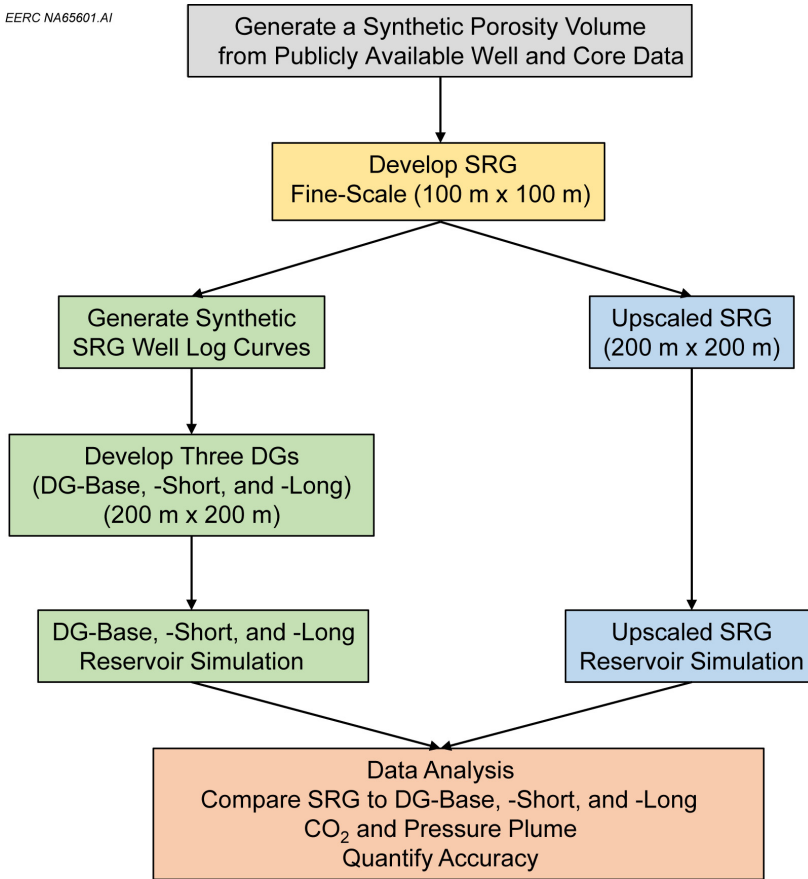 EERC NA65601.AI
Generate a Synthetic Porosity Volume
from Publicly Available Well and Core Data
Develop SRG
Fine-Scale (100 m x 100 m)
Generate Synthetic
SRG Well Log Curves
Upscaled SRG
(200 m x 200 m)
Develop Three DGs
(DG-Base, -Short, and -Long)
(200 m x 200 m)
DG-Base, -Short, and -Long
Reservoir Simulation
Upscaled SRG
Reservoir Simulation
Data Analysis
Compare SRG to DG-Base, -Short, and -Long
CO₂ and Pressure Plume
Quantify Accuracy